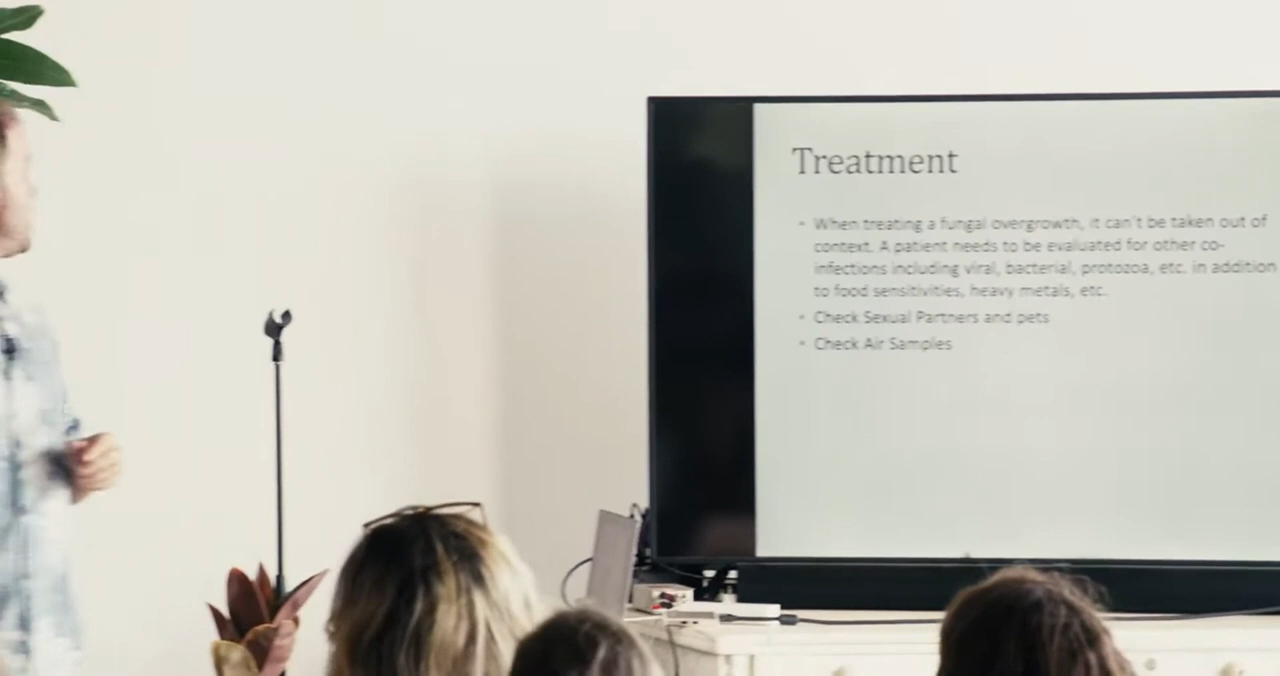 Treatment
• When treating a fungal overgrowth, it can't be taken out of
context. A patient needs to be evaluated for other co-
infections including viral, bacterial, protozoa, etc. in addition
to food sensitivities, heavy metals, etc.
• Check Sexual Partners and pets
• Check Air Samples